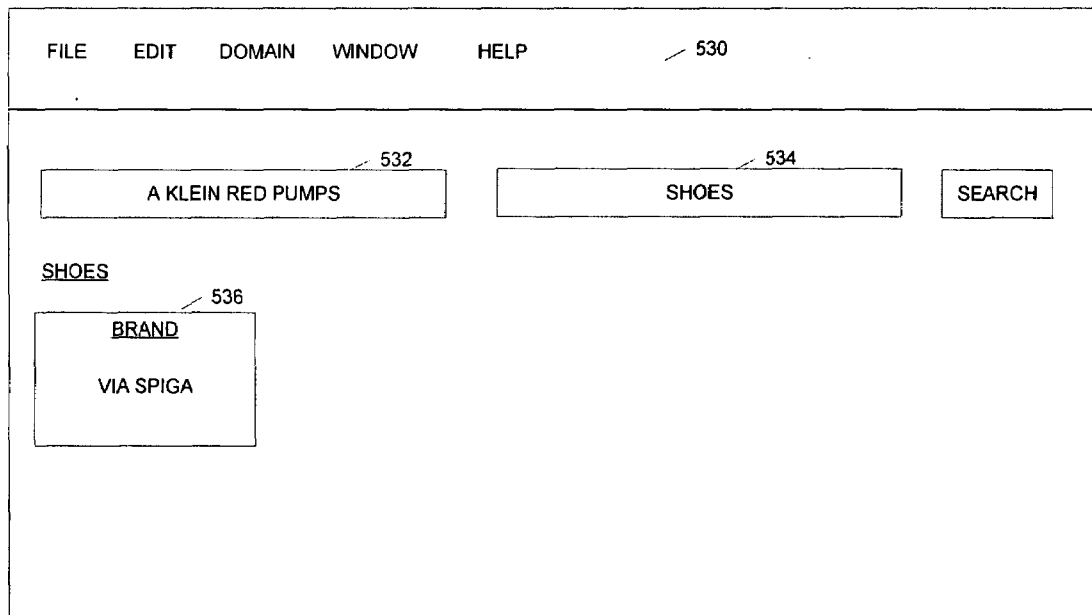 FILE EDIT DOMAIN WINDOW HELP 530
532 534
A KLEIN RED PUMPS SHOES SEARCH
SHOES
536
BRAND
VIA SPIGA